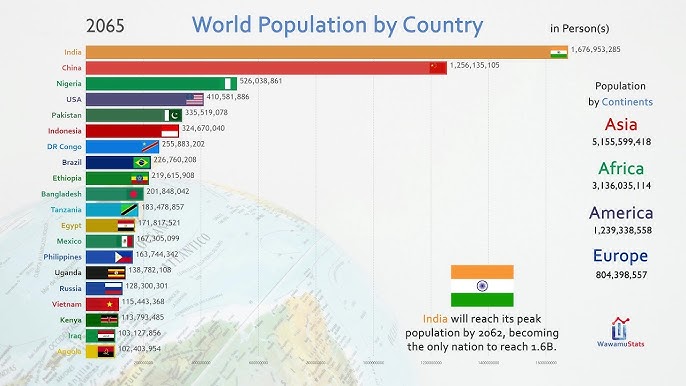 2065
World Population by Country
in Person(s)
India 1,676,953,285
China 1,256,135,105
Nigeria 526,038,861
USA 410,581,886
Pakistan 335,519,078
Indonesia 324,670,040
DR Congo 255,883,202
Brazil 226,760,208
Ethiopia 219,615,908
Bangladesh 201,848,042
Tanzania 183,478,857
Egypt 171,817,521
Mexico 167,305,099
Philippines 163,744,342
Uganda 138,782,108
Russia 128,300,301
Vietnam 115,443,368
Kenya 113,793,485
Iraq 103,127,856
Angola 102,403,954
Population
by Continents
Asia
5,155,599,418
Africa
3,136,035,114
America
1,239,338,558
Europe
804,398,557
India will reach its peak
population by 2062, becoming
the only nation to reach 1.6B.
WawamuStats